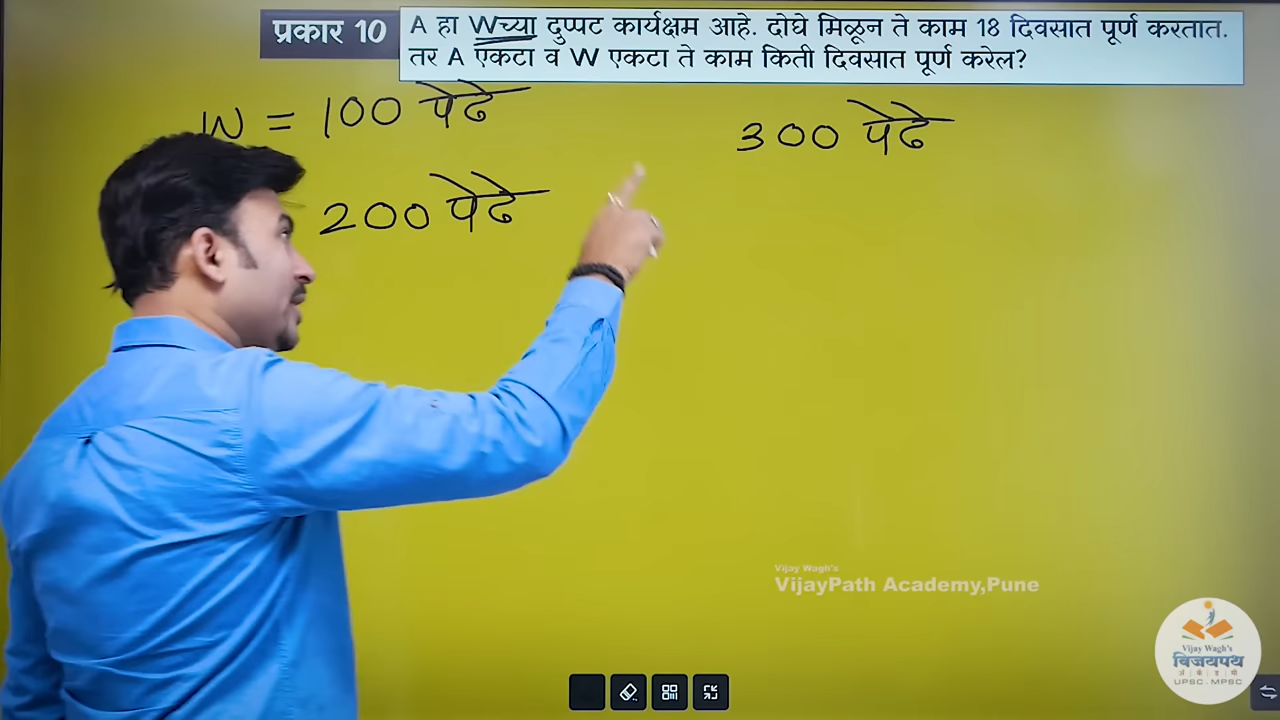 प्रकार 10
A हा Wच्या दुप्पट कार्यक्षम आहे. दोघे मिळून ते काम 18 दिवसात पूर्ण करतात.
तर A एकटा व W एकटा ते काम किती दिवसात पूर्ण करेल?
W = 100 पेढे
300 पेढे
200 पेढे
Vijay Wagh's
VijayPath Academy,Pune
Vijay Wagh's
विजयपथ
अॅकॅडमी
UPSC . MPSC